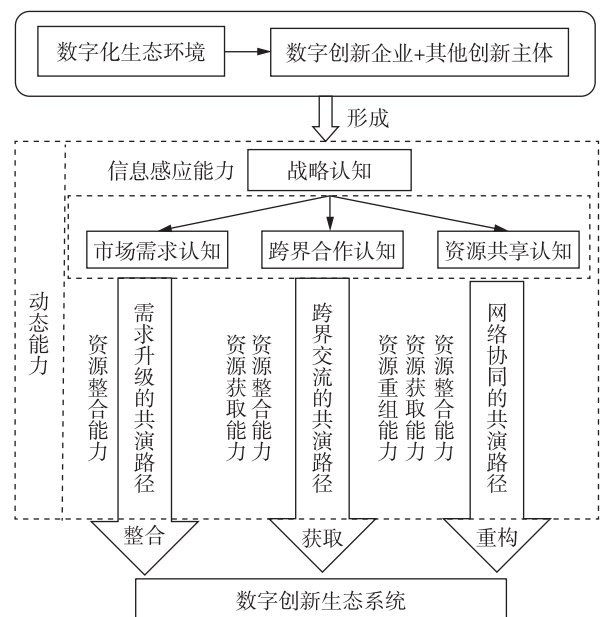 数字化生态环境
数字创新企业+其他创新主体
形成
信息感应能力
战略认知
市场需求认知
跨界合作认知
资源共享认知
动态能力
资源整合能力
需求升级的共演路径
资源获取能力
资源整合能力
跨界交流的共演路径
资源重组能力
资源获取能力
资源整合能力
网络协同的共演路径
整合
获取
重构
数字创新生态系统